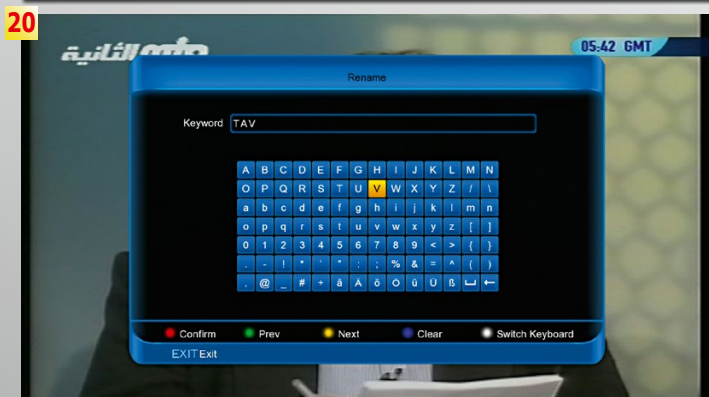 20
الثانية
05:42 GMT
Rename
Keyword TAV
A B C D E F G H I J K L M N
O P Q R S T U V W X Y Z / \
a b c d e f g h i j k l m n
o p q r s t u v w x y z [ ]
0 1 2 3 4 5 6 7 8 9 < > { }
. - ! * ' " : ; % & = ^ ( )
@ _ # + ä Ä ö Ö ü Ü ß ←
Confirm Prev Next Clear Switch Keyboard
EXIT Exit